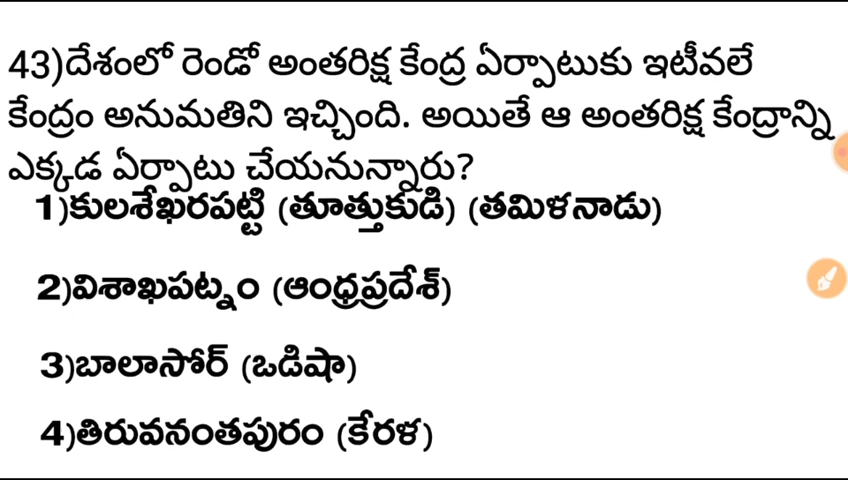 43)దేశంలో రెండో అంతరిక్ష కేంద్ర ఏర్పాటుకు ఇటీవలే
కేంద్రం అనుమతిని ఇచ్చింది. అయితే ఆ అంతరిక్ష కేంద్రాన్ని
ఎక్కడ ఏర్పాటు చేయనున్నారు?
1)కులశేఖరపట్టి (తూత్తుకుడి) (తమిళనాడు)
2)విశాఖపట్నం (ఆంధ్రప్రదేశ్)
3)బాలాసోర్ (ఒడిషా)
4)తిరువనంతపురం (కేరళ)